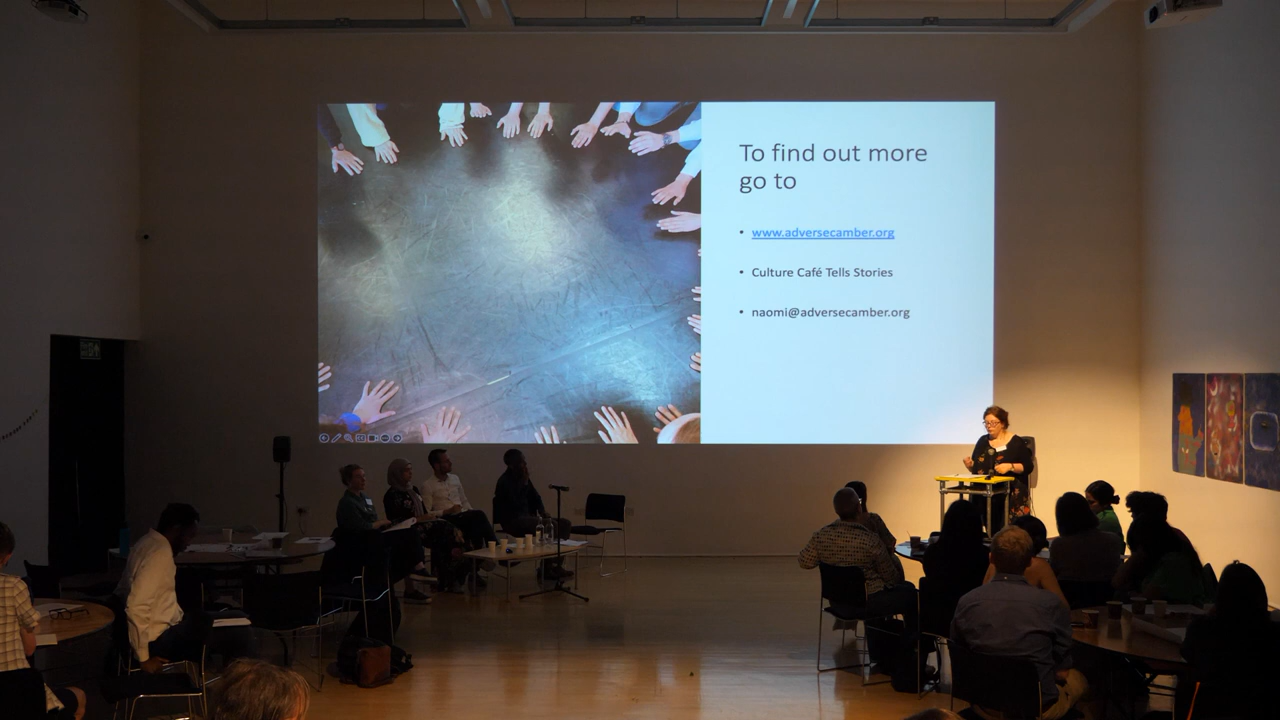 To find out more
go to
• www.adversecamber.org
• Culture Café Tells Stories
• naomi@adversecamber.org